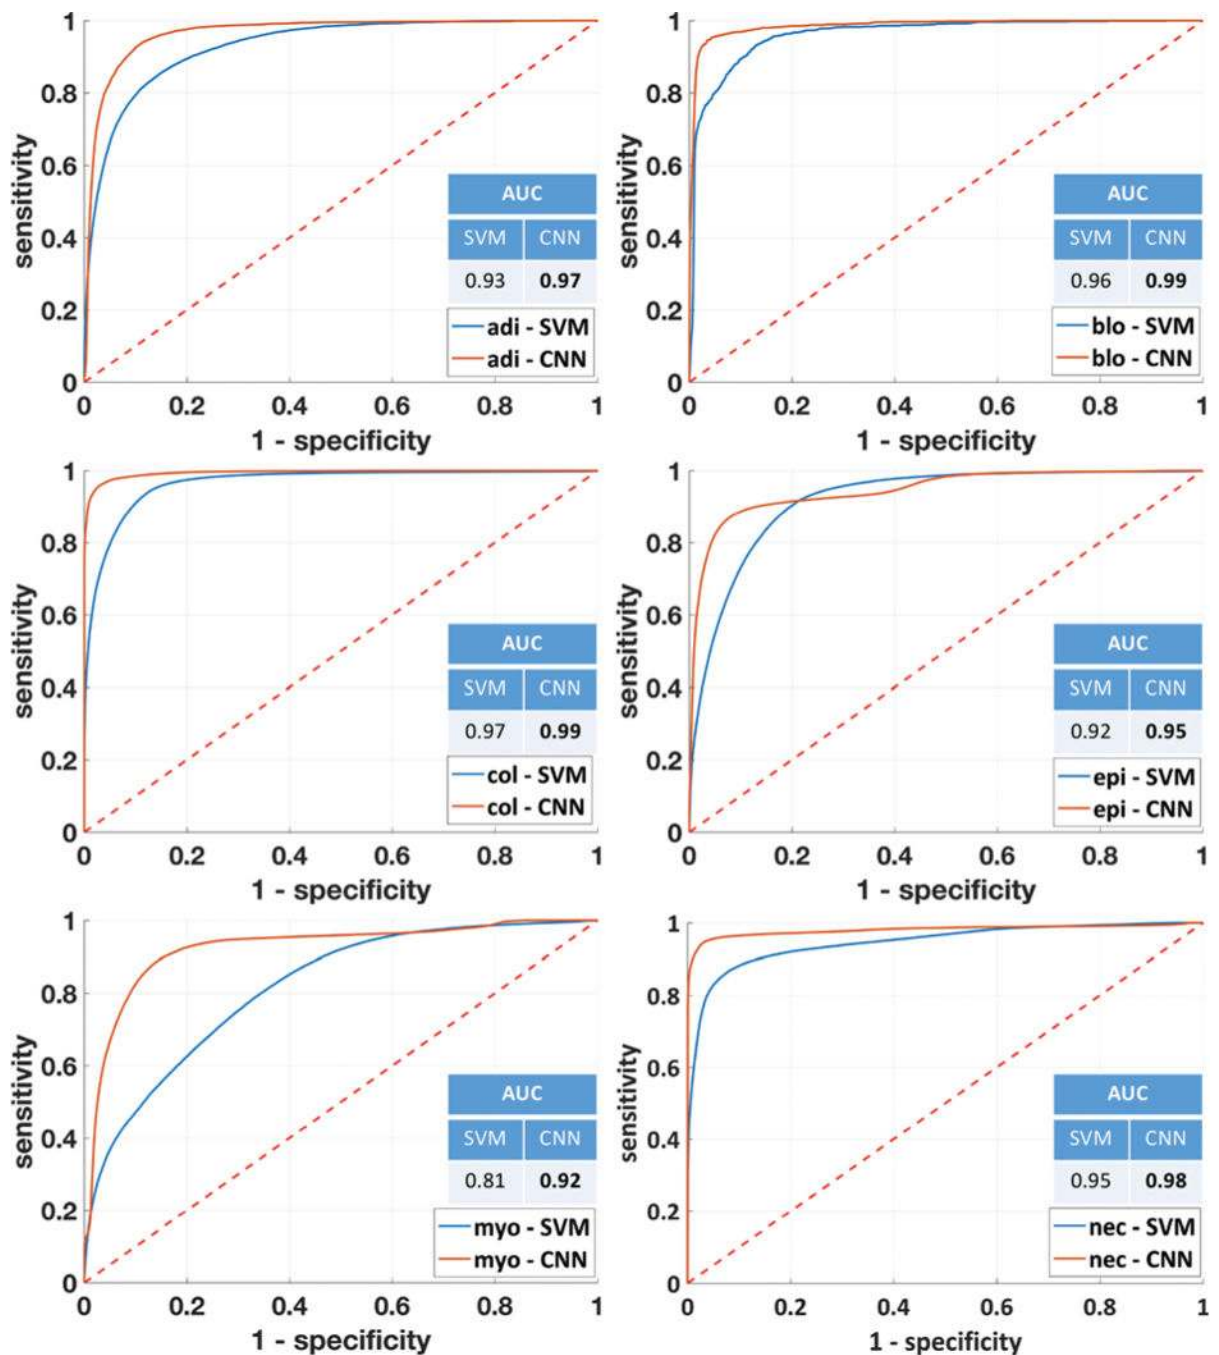 1
0.8
0.6
0.4
0.2
0
sensitivity
AUC
SVM CNN
0.93 0.97
adi - SVM
adi - CNN
0 0.2 0.4 0.6 0.8 1
1 - specificity
1
0.8
0.6
0.4
0.2
0
sensitivity
AUC
SVM CNN
0.96 0.99
blo - SVM
blo - CNN
0 0.2 0.4 0.6 0.8 1
1 - specificity
1
0.8
0.6
0.4
0.2
0
sensitivity
AUC
SVM CNN
0.97 0.99
col - SVM
col - CNN
0 0.2 0.4 0.6 0.8 1
1 - specificity
1
0.8
0.6
0.4
0.2
0
sensitivity
AUC
SVM CNN
0.92 0.95
epi - SVM
epi - CNN
0 0.2 0.4 0.6 0.8 1
1 - specificity
1
0.8
0.6
0.4
0.2
0
sensitivity
AUC
SVM CNN
0.81 0.92
myo - SVM
myo - CNN
0 0.2 0.4 0.6 0.8 1
1 - specificity
1
0.8
0.6
0.4
0.2
0
sensitivity
AUC
SVM CNN
0.95 0.98
nec - SVM
nec - CNN
0 0.2 0.4 0.6 0.8 1
1 - specificity